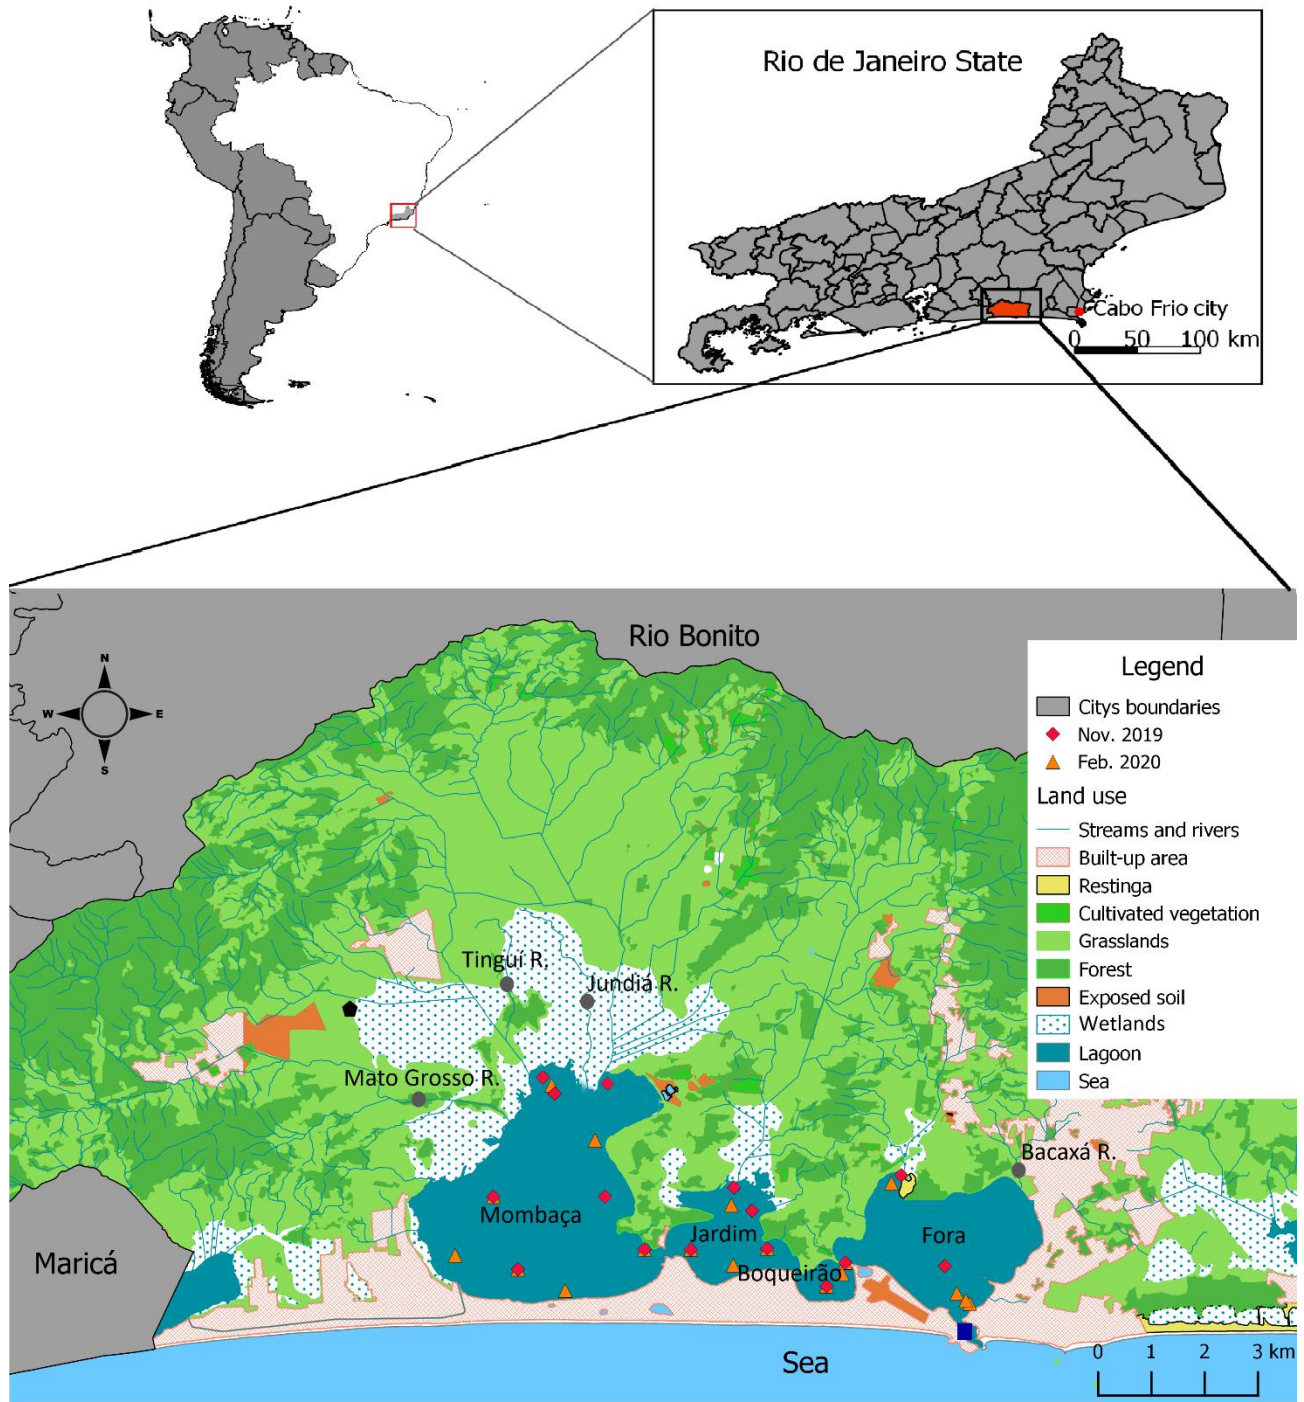 Rio de Janeiro State
Cabo Frio city
0 50 100 km
Rio Bonito
N
W E
S
Legend
Citys boundaries
Nov. 2019
Feb. 2020
Land use
Streams and rivers
Built-up area
Restinga
Cultivated vegetation
Grasslands
Forest
Exposed soil
Wetlands
Lagoon
Sea
Tinguí R.
Jundiá R.
Mato Grosso R.
Bacaxá R.
Mombaça
Jardim
Fora
Boqueirão
Maricá
Sea
0 1 2 3 km